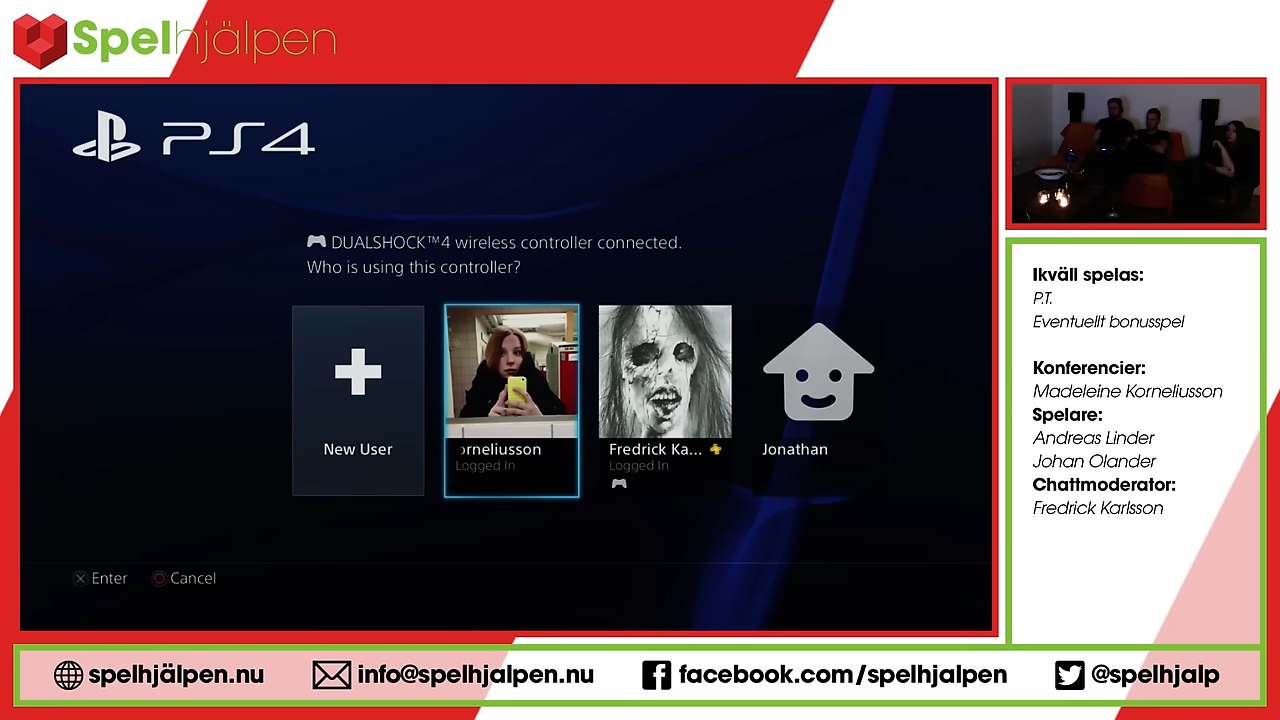 Spelhjälpen
PS4
DUALSHOCK™4 wireless controller connected.
Who is using this controller?
New User
orneliusson
Logged In
Fredrick Ka...
Logged In
Jonathan
Enter
Cancel
Ikväll spelas:
P.T.
Eventuellt bonusspel
Konferencier:
Madeleine Korneliusson
Spelare:
Andreas Linder
Johan Olander
Chattmoderator:
Fredrick Karlsson
spelhjälpen.nu
info@spelhjalpen.nu
facebook.com/spelhjalpen
@spelhjalp